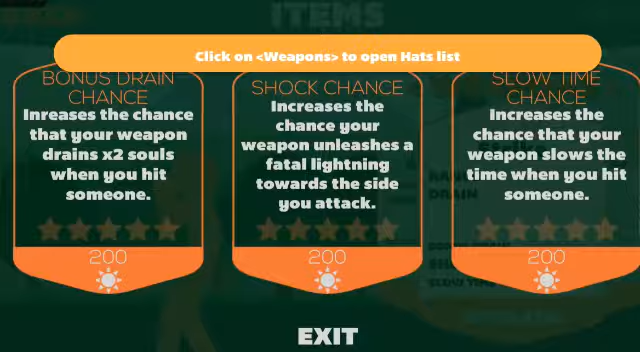 ITEMS
Click on <Weapons> to open Hats list
BONUS DRAIN
CHANCE
Inreases the chance
that your weapon
drains x2 souls
when you hit
someone.
200
SHOCK CHANCE
Increases the
chance your
weapon unleashes a
fatal lightning
towards the side
you attack.
200
SLOW TIME
CHANCE
Increases the
chance that your
weapon slows the
time when you hit
someone.
200
DRAIN
SLOW TIME
EXIT